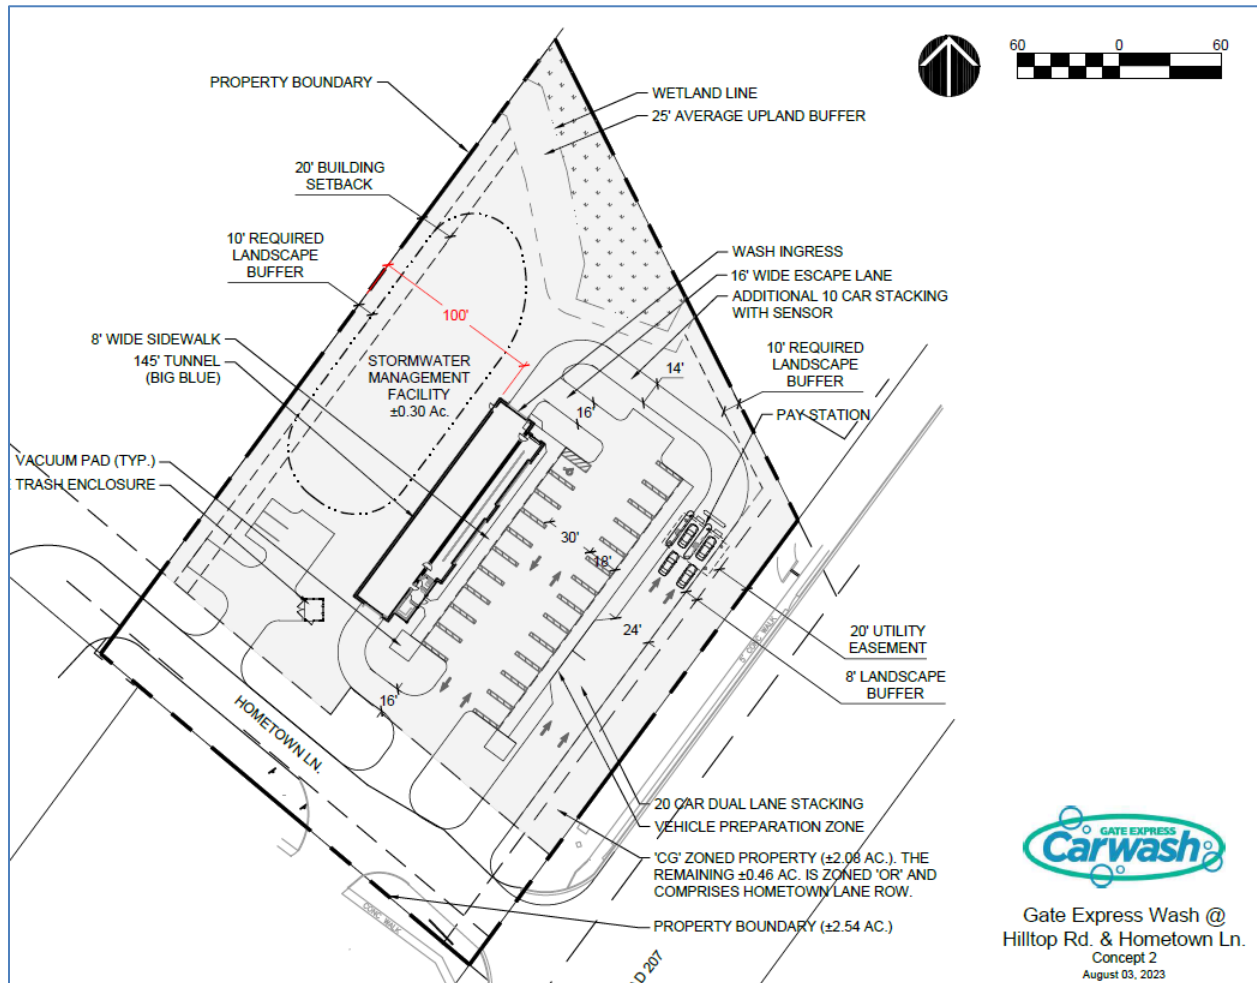 60 0 60
PROPERTY BOUNDARY
WETLAND LINE
25' AVERAGE UPLAND BUFFER
20' BUILDING
SETBACK
10' REQUIRED
LANDSCAPE
BUFFER
WASH INGRESS
16' WIDE ESCAPE LANE
ADDITIONAL 10 CAR STACKING
WITH SENSOR
100'
8' WIDE SIDEWALK
145' TUNNEL
(BIG BLUE)
STORMWATER
MANAGEMENT
FACILITY
±0.30 Ac.
10' REQUIRED
LANDSCAPE
BUFFER
14'
16'
PAY STATION
VACUUM PAD (TYP.)
TRASH ENCLOSURE
30'
18'
24'
5' CONC. WALK
20' UTILITY
EASEMENT
8' LANDSCAPE
BUFFER
16'
HOMETOWN LN.
20 CAR DUAL LANE STACKING
VEHICLE PREPARATION ZONE
'CG' ZONED PROPERTY (±2.08 AC.). THE
REMAINING ±0.46 AC. IS ZONED 'OR' AND
COMPRISES HOMETOWN LANE ROW.
PROPERTY BOUNDARY (±2.54 AC.)
CONC. WALK
D 207
GATE EXPRESS
Carwash
Gate Express Wash @
Hilltop Rd. & Hometown Ln.
Concept 2
August 03, 2023